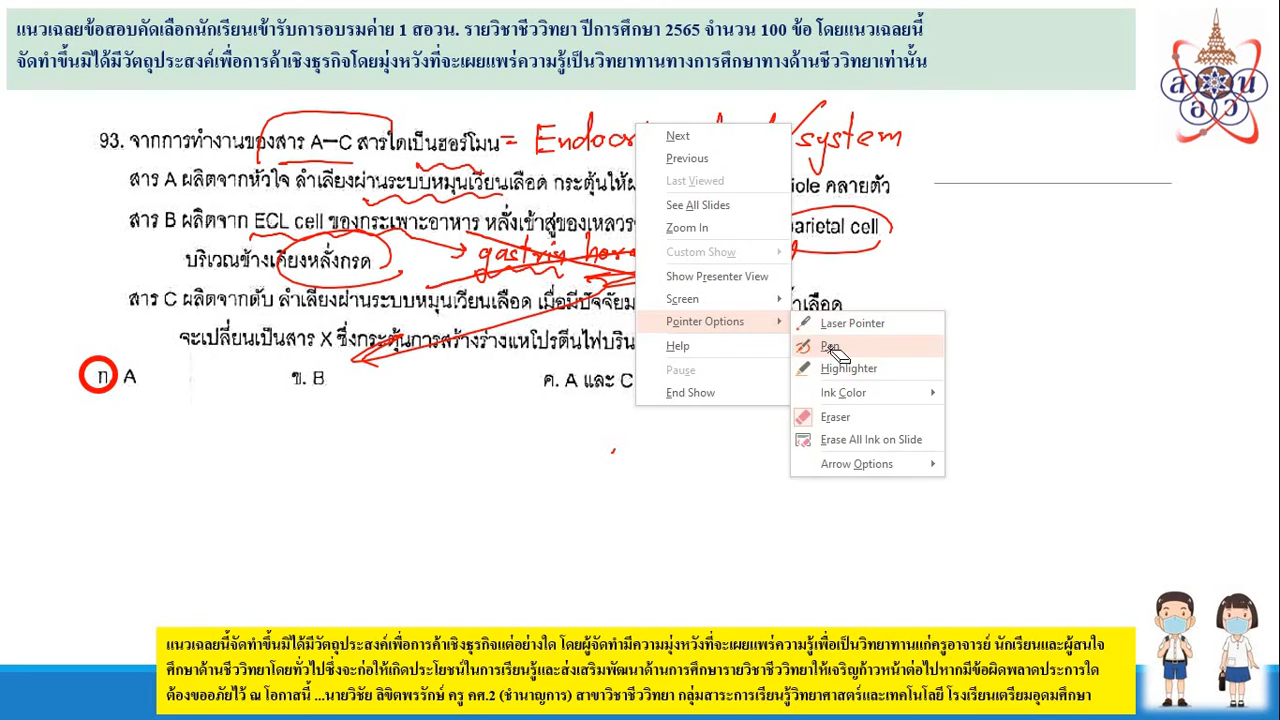 แนวเฉลยข้อสอบคัดเลือกนักเรียนเข้ารับการอบรมค่าย 1 สอวน. รายวิชาชีววิทยา ปีการศึกษา 2565 จำนวน 100 ข้อ โดยแนวเฉลยนี้
จัดทำขึ้นมิได้มีวัตถุประสงค์เพื่อการค้าเชิงธุรกิจโดยมุ่งหวังที่จะเผยแพร่ความรู้เป็นวิทยาทานทางการศึกษาทางด้านชีววิทยาเท่านั้น
สอวน
93. จากการทำงานของสาร A–C สารใดเป็นฮอร์โมน = system
สาร A ผลิตจากหัวใจ ลำเลียงผ่านระบบหมุนเวียนเลือด กระตุ้นให้ คลายตัว
สาร B ผลิตจาก ECL cell ของกระเพาะอาหาร หลั่งเข้าสู่ของเหลว parietal cell
บริเวณข้างเคียงหลั่งกรด gastrin
สาร C ผลิตจากตับ ลำเลียงผ่านระบบหมุนเวียนเลือด เมื่อมีปัจจัย
จะเปลี่ยนเป็นสาร X ซึ่งกระตุ้นการสร้างร่างแหโปรตีนไฟบริน
ก A ข. B ค. A และ C
Next
Previous
Last Viewed
See All Slides
Zoom In
Custom Show
Show Presenter View
Screen
Pointer Options
Help
Pause
End Show
Laser Pointer
Pen
Highlighter
Ink Color
Eraser
Erase All Ink on Slide
Arrow Options
แนวเฉลยนี้จัดทำขึ้นมิได้มีวัตถุประสงค์เพื่อการค้าเชิงธุรกิจแต่อย่างใด โดยผู้จัดทำมีความมุ่งหวังที่จะเผยแพร่ความรู้เพื่อเป็นวิทยาทานแก่ครูอาจารย์ นักเรียนและผู้สนใจ
ศึกษาด้านชีววิทยาโดยทั่วไปซึ่งจะก่อให้เกิดประโยชน์ในการเรียนรู้และส่งเสริมพัฒนาด้านการศึกษารายวิชาชีววิทยาให้เจริญก้าวหน้าต่อไปหากมีข้อผิดพลาดประการใด
ต้องขออภัยไว้ ณ โอกาสนี้ ...นายวิชัย ลิขิตพรรักษ์ ครู คศ.2 (ชำนาญการ) สาขาวิชาชีววิทยา กลุ่มสาระการเรียนรู้วิทยาศาสตร์และเทคโนโลยี โรงเรียนเตรียมอุดมศึกษา